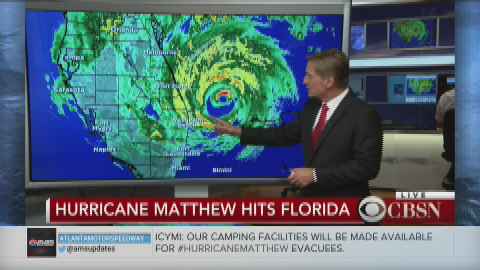 Orlando
Melbourne
Tampa
Sarasota
Fort
Myers
Naples
Miami
Bimini
HURRICANE MATTHEW HITS FLORIDA
LIVE
CBSN
ATLANTAMOTORSPEEDWAY
@amsupdates
ICYMI: OUR CAMPING FACILITIES WILL BE MADE AVAILABLE
FOR #HURRICANEMATTHEW EVACUEES.